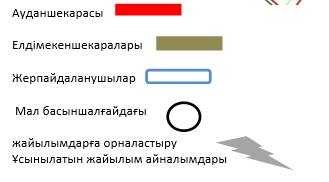 Ауданшекарасы
Елдімекеншекаралары
Жерпайдаланушылар
Мал басыншалғайдағы
жайылымдарға орналастыру
Ұсынылатын жайылым айналымдары